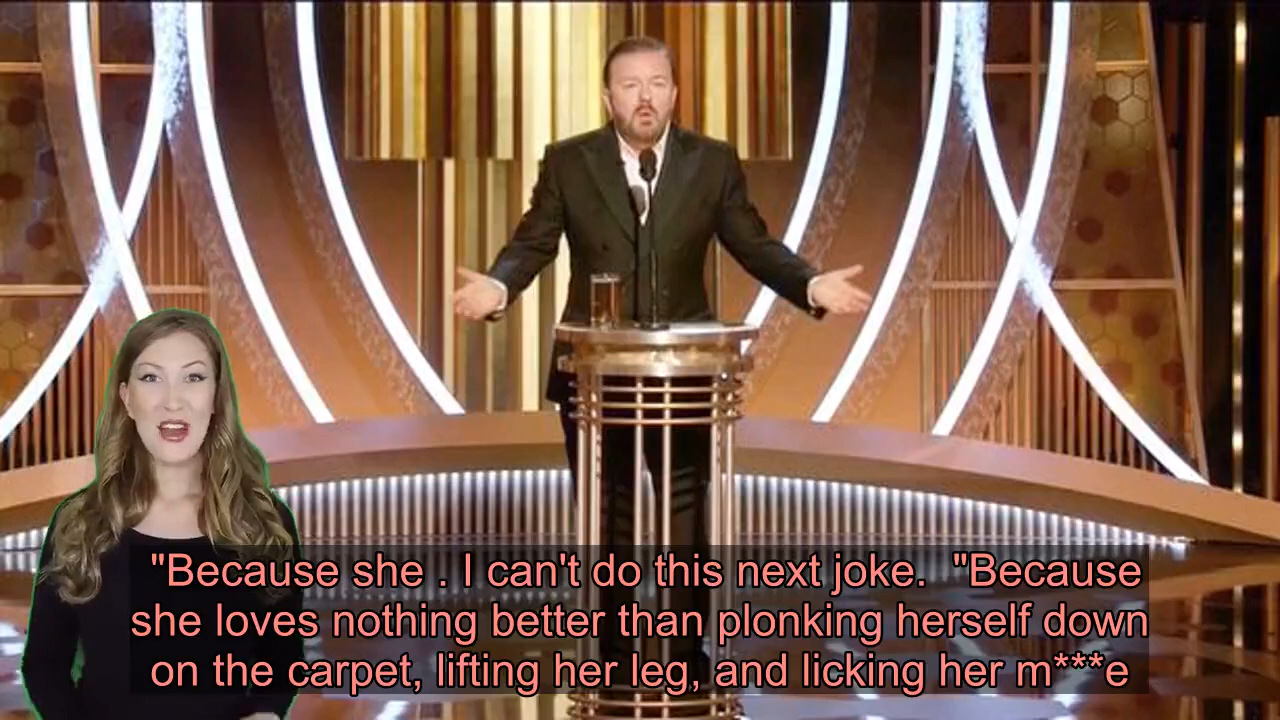 "Because she . I can't do this next joke.  "Because
she loves nothing better than plonking herself down
on the carpet, lifting her leg, and licking her m***e